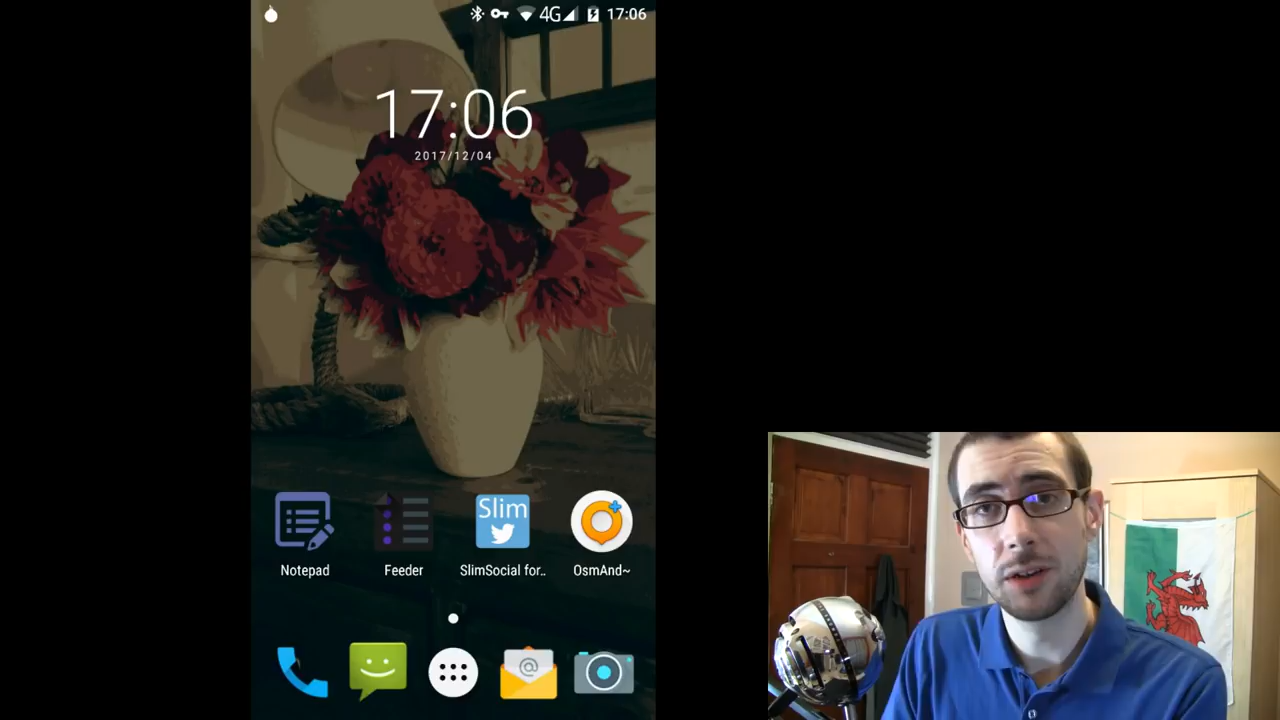 4G 17:06
17:06
2017/12/04
Slim
Notepad
Feeder
SlimSocial for..
OsmAnd~
@